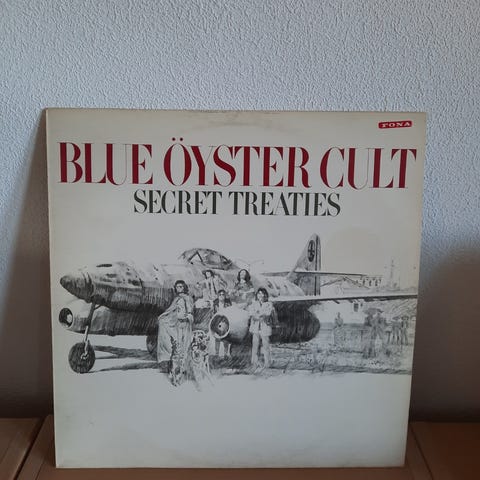 FONA
BLUE ÖYSTER CULT
SECRET TREATIES